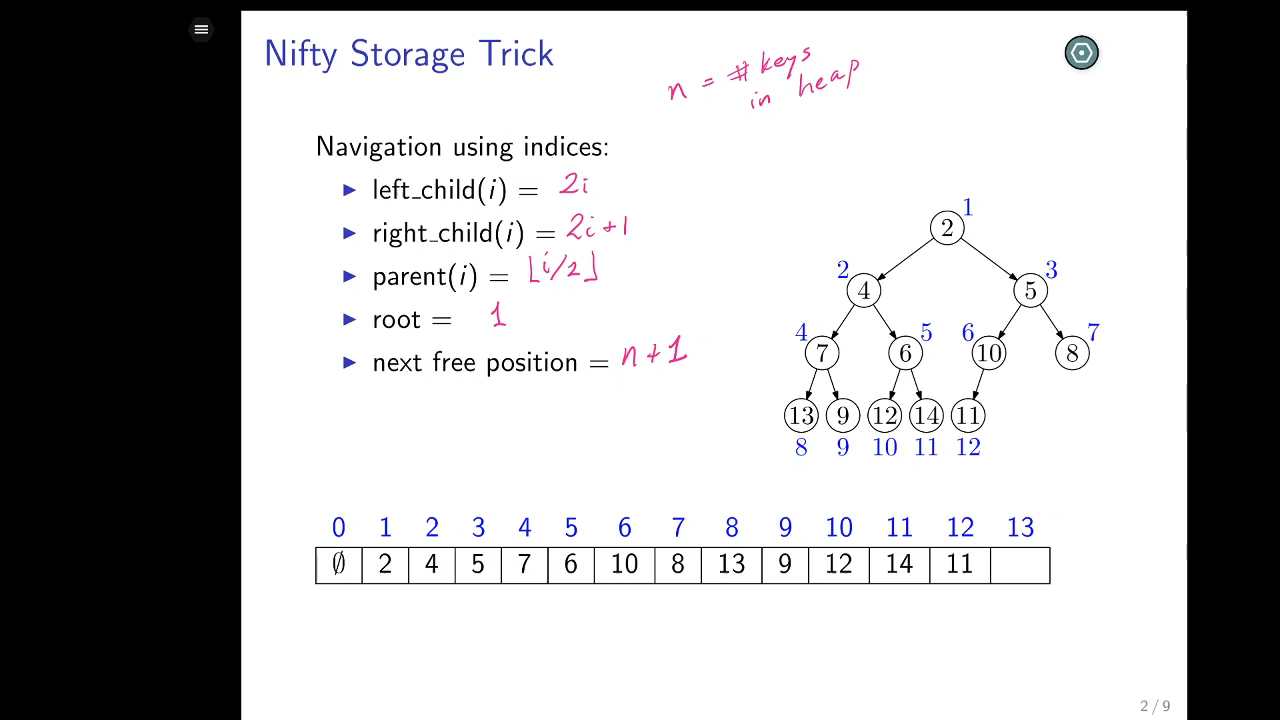 Nifty Storage Trick
n = # keys
in heap
Navigation using indices:
▶ left_child(i) = 2i
▶ right_child(i) = 2i+1
▶ parent(i) = ⌊i/2⌋
▶ root = 1
▶ next free position = n+1
1
2
2 3
4 5
4 5 6 7
7 6 10 8
13 9 12 14 11
8 9 10 11 12
0 1 2 3 4 5 6 7 8 9 10 11 12 13
∅ 2 4 5 7 6 10 8 13 9 12 14 11
2 / 9